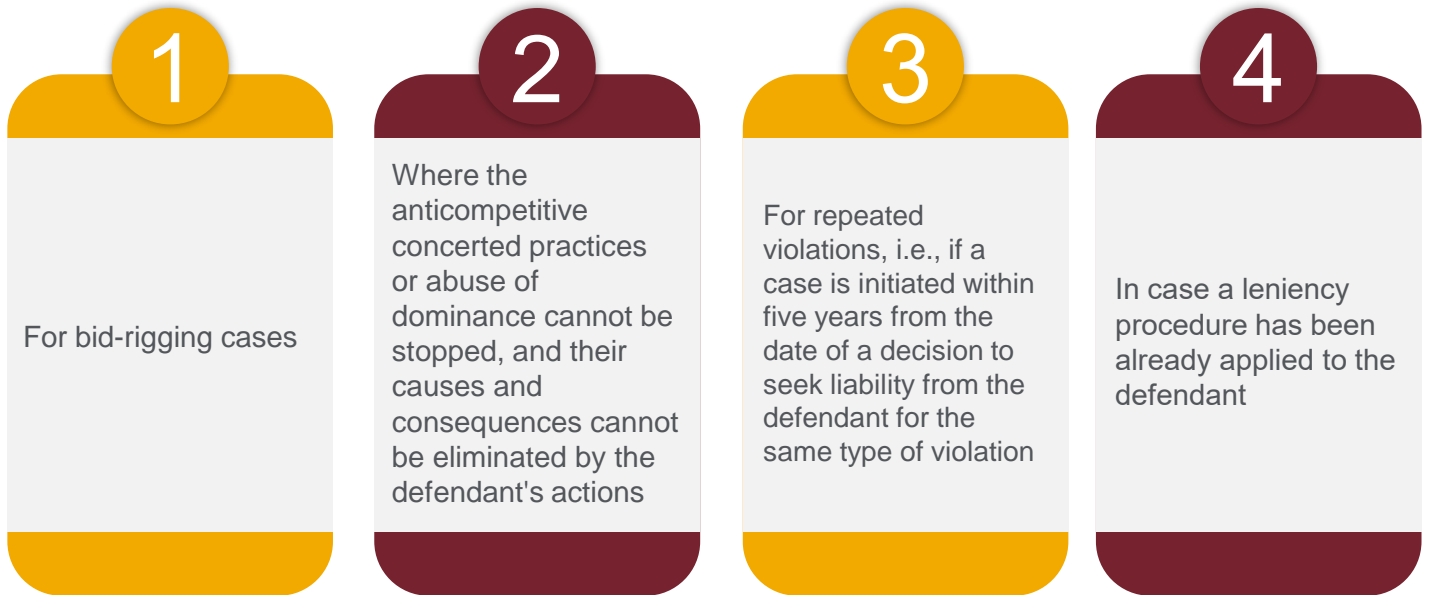 1
For bid-rigging cases
2
Where the
anticompetitive
concerted practices
or abuse of
dominance cannot be
stopped, and their
causes and
consequences cannot
be eliminated by the
defendant's actions
3
For repeated
violations, i.e., if a
case is initiated within
five years from the
date of a decision to
seek liability from the
defendant for the
same type of violation
4
In case a leniency
procedure has been
already applied to the
defendant